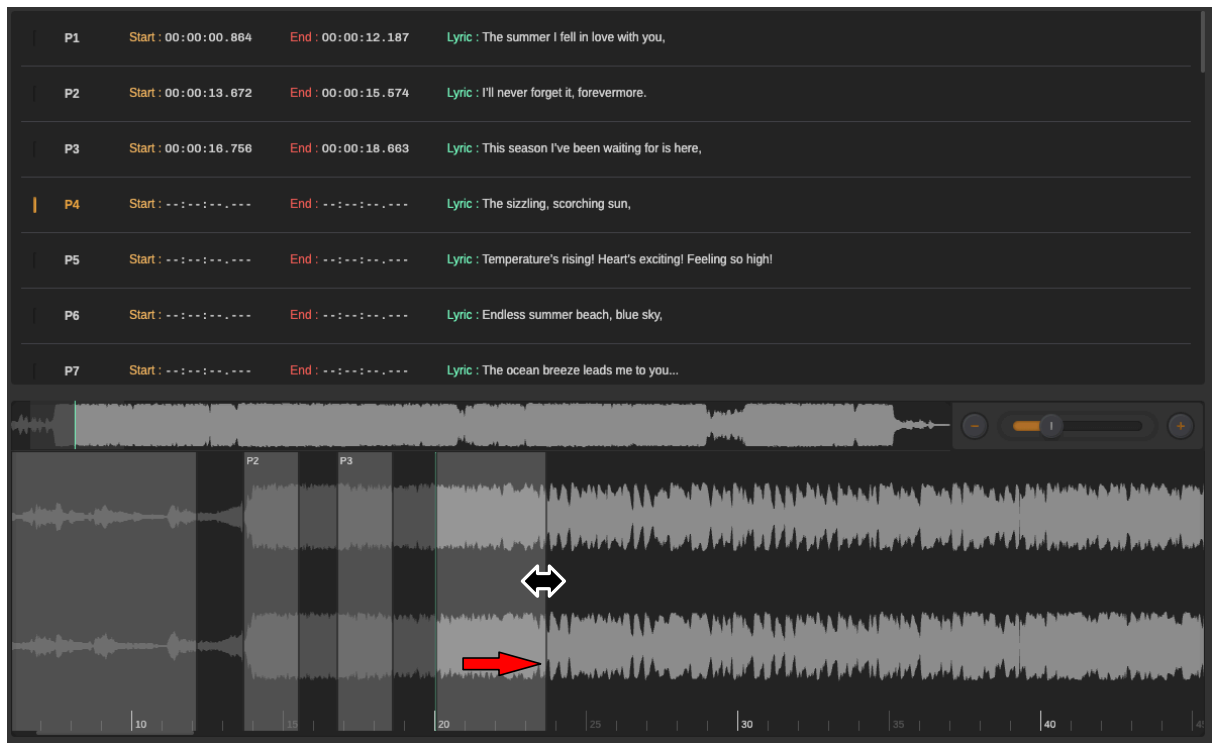 P1 Start : 00:00:00.864 End : 00:00:12.187 Lyric : The summer I fell in love with you,
P2 Start : 00:00:13.672 End : 00:00:15.574 Lyric : I'll never forget it, forevermore.
P3 Start : 00:00:16.756 End : 00:00:18.663 Lyric : This season I've been waiting for is here,
P4 Start : --:--:--.--- End : --:--:--.--- Lyric : The sizzling, scorching sun,
P5 Start : --:--:--.--- End : --:--:--.--- Lyric : Temperature's rising! Heart's exciting! Feeling so high!
P6 Start : --:--:--.--- End : --:--:--.--- Lyric : Endless summer beach, blue sky,
P7 Start : --:--:--.--- End : --:--:--.--- Lyric : The ocean breeze leads me to you...
P2 P3
10 15 20 25 30 35 40